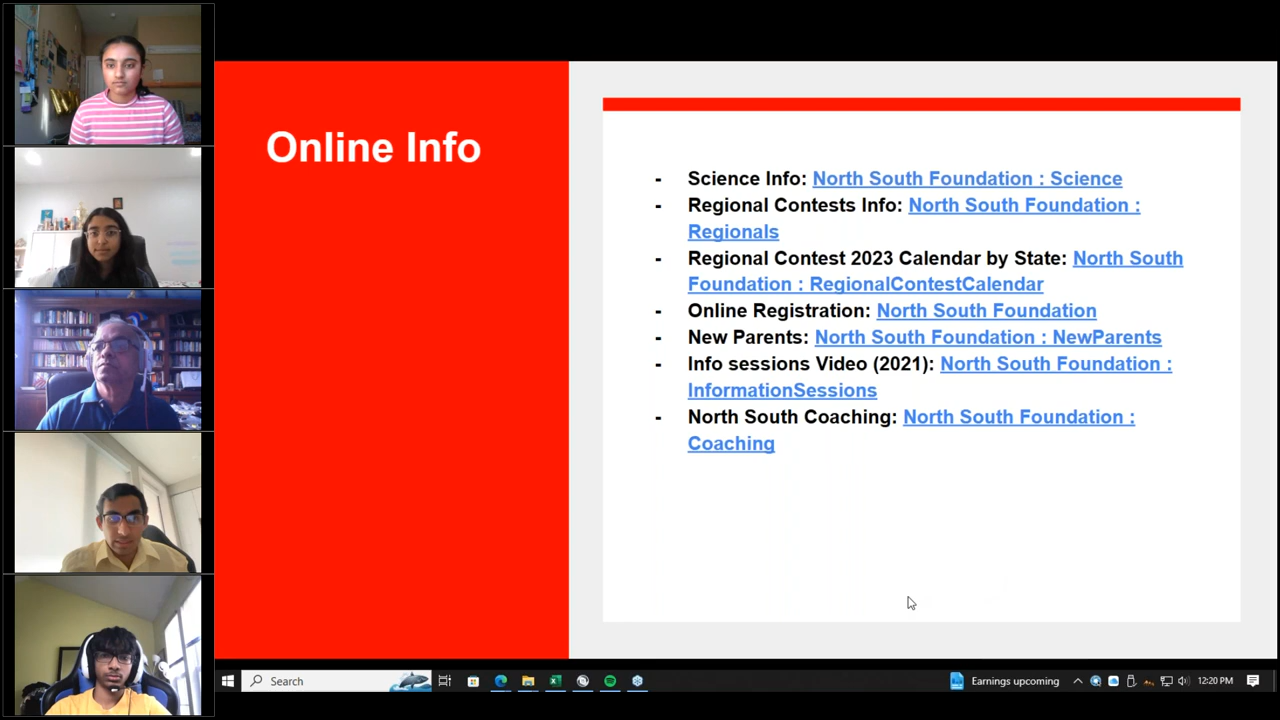 Online Info
- Science Info: North South Foundation : Science
- Regional Contests Info: North South Foundation :
Regionals
- Regional Contest 2023 Calendar by State: North South
Foundation : RegionalContestCalendar
- Online Registration: North South Foundation
- New Parents: North South Foundation : NewParents
- Info sessions Video (2021): North South Foundation :
InformationSessions
- North South Coaching: North South Foundation :
Coaching
Search
Earnings upcoming
12:20 PM